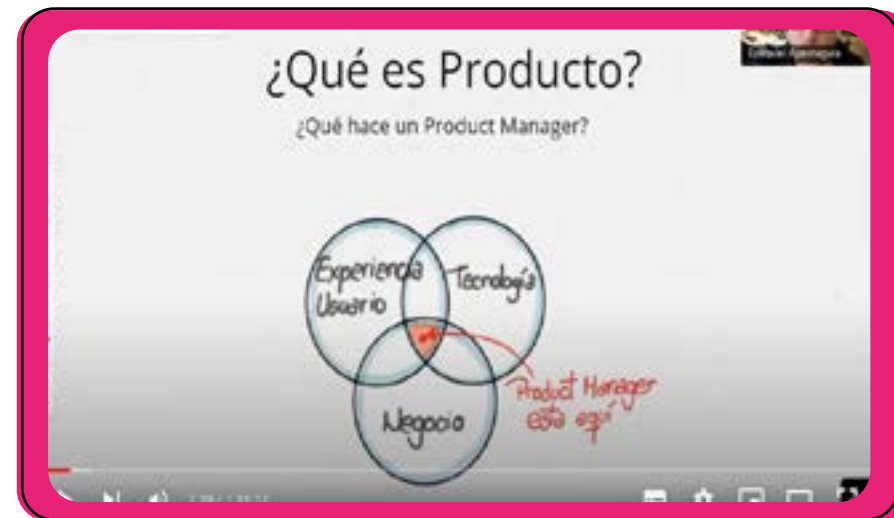 ¿Qué es Producto?
¿Qué hace un Product Manager?
Experiencia
Usuario
Tecnología
Negocio
Product Manager
está aquí